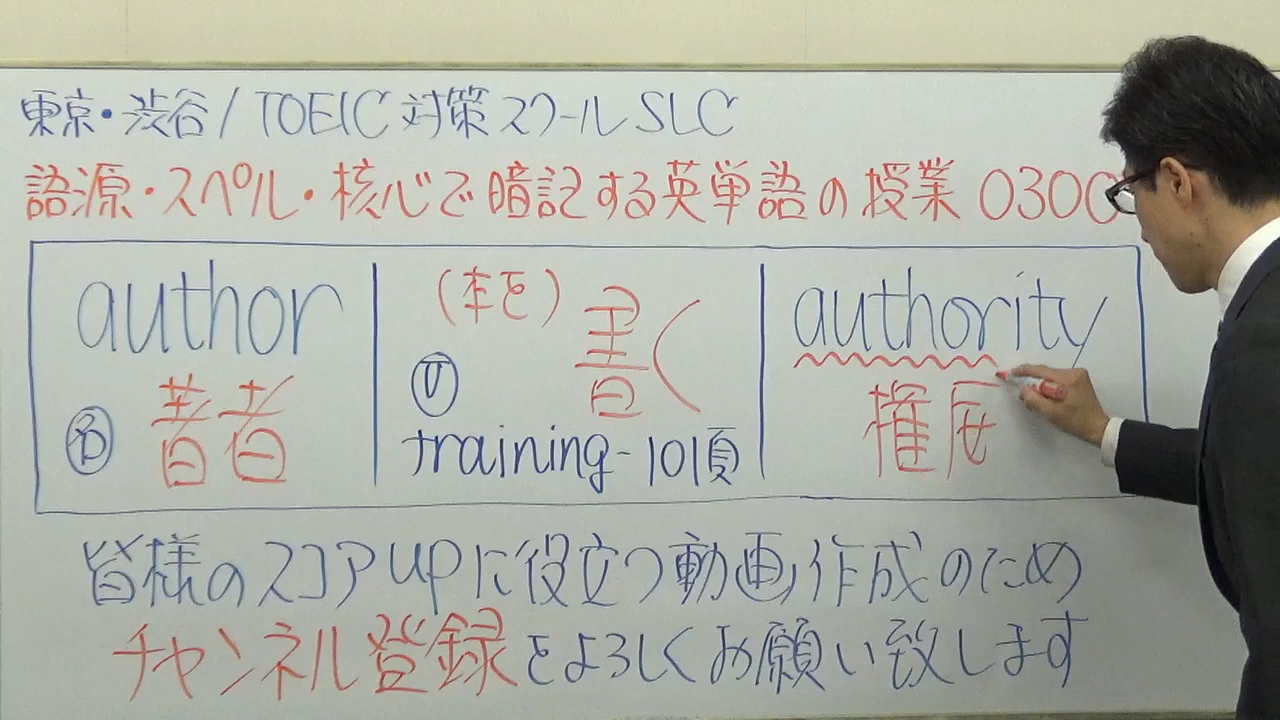 東京・渋谷/TOEIC対策スクールSLC
語源・スペル・核心で暗記する英単語の授業0300
author
名 著者
(本を)書く
Ⓥ
training-101頁
authority
権
皆様のスコアUPに役立つ動画作成のため
チャンネル登録をよろしくお願い致します